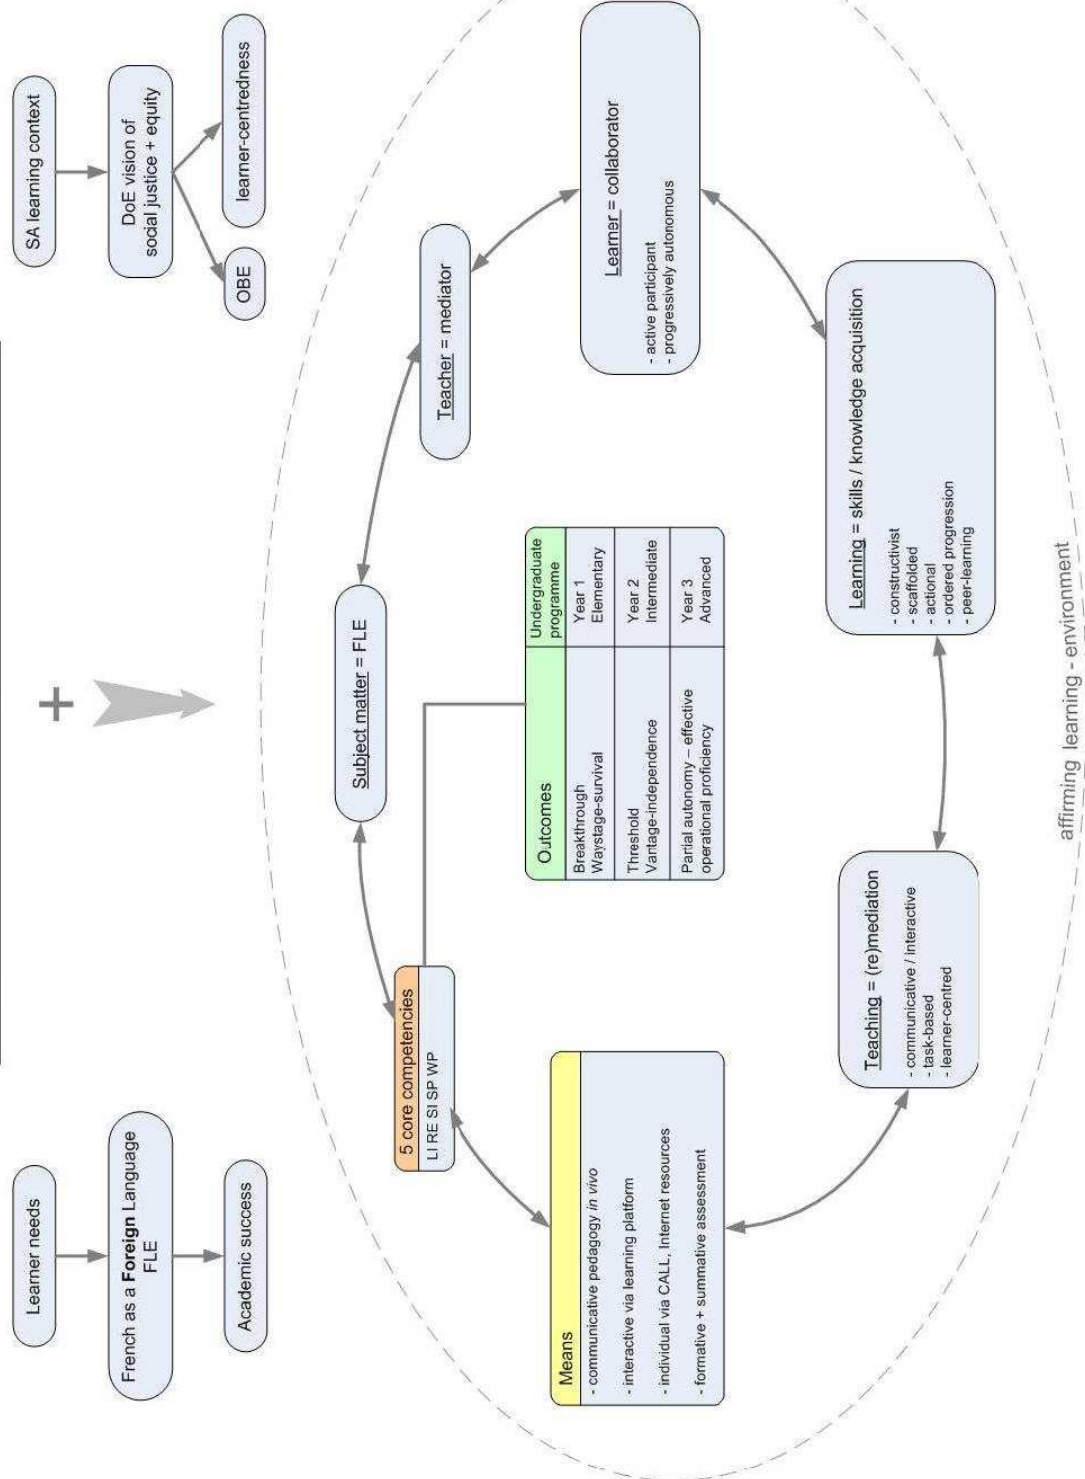 Learner needs
French as a Foreign Language
FLE
Academic success
+
SA learning context
DoE vision of
social justice + equity
OBE
learner-centredness
Subject matter = FLE
Teacher = mediator
Learner = collaborator
- active participant
- progressively autonomous
Learning = skills / knowledge acquisition
- constructivist
- scaffolded
- actional
- ordered progression
- peer-learning
Teaching = (re)mediation
- communicative / interactive
- task-based
- learner-centred
Means
- communicative pedagogy in vivo
- interactive via learning platform
- individual via CALL, Internet resources
- formative + summative assessment
5 core competencies
LI RE SI SP WP
Outcomes
Undergraduate
programme
Breakthrough
Waystage-survival
Year 1
Elementary
Threshold
Vantage-independence
Year 2
Intermediate
Partial autonomy – effective
operational proficiency
Year 3
Advanced
affirming learning - environment